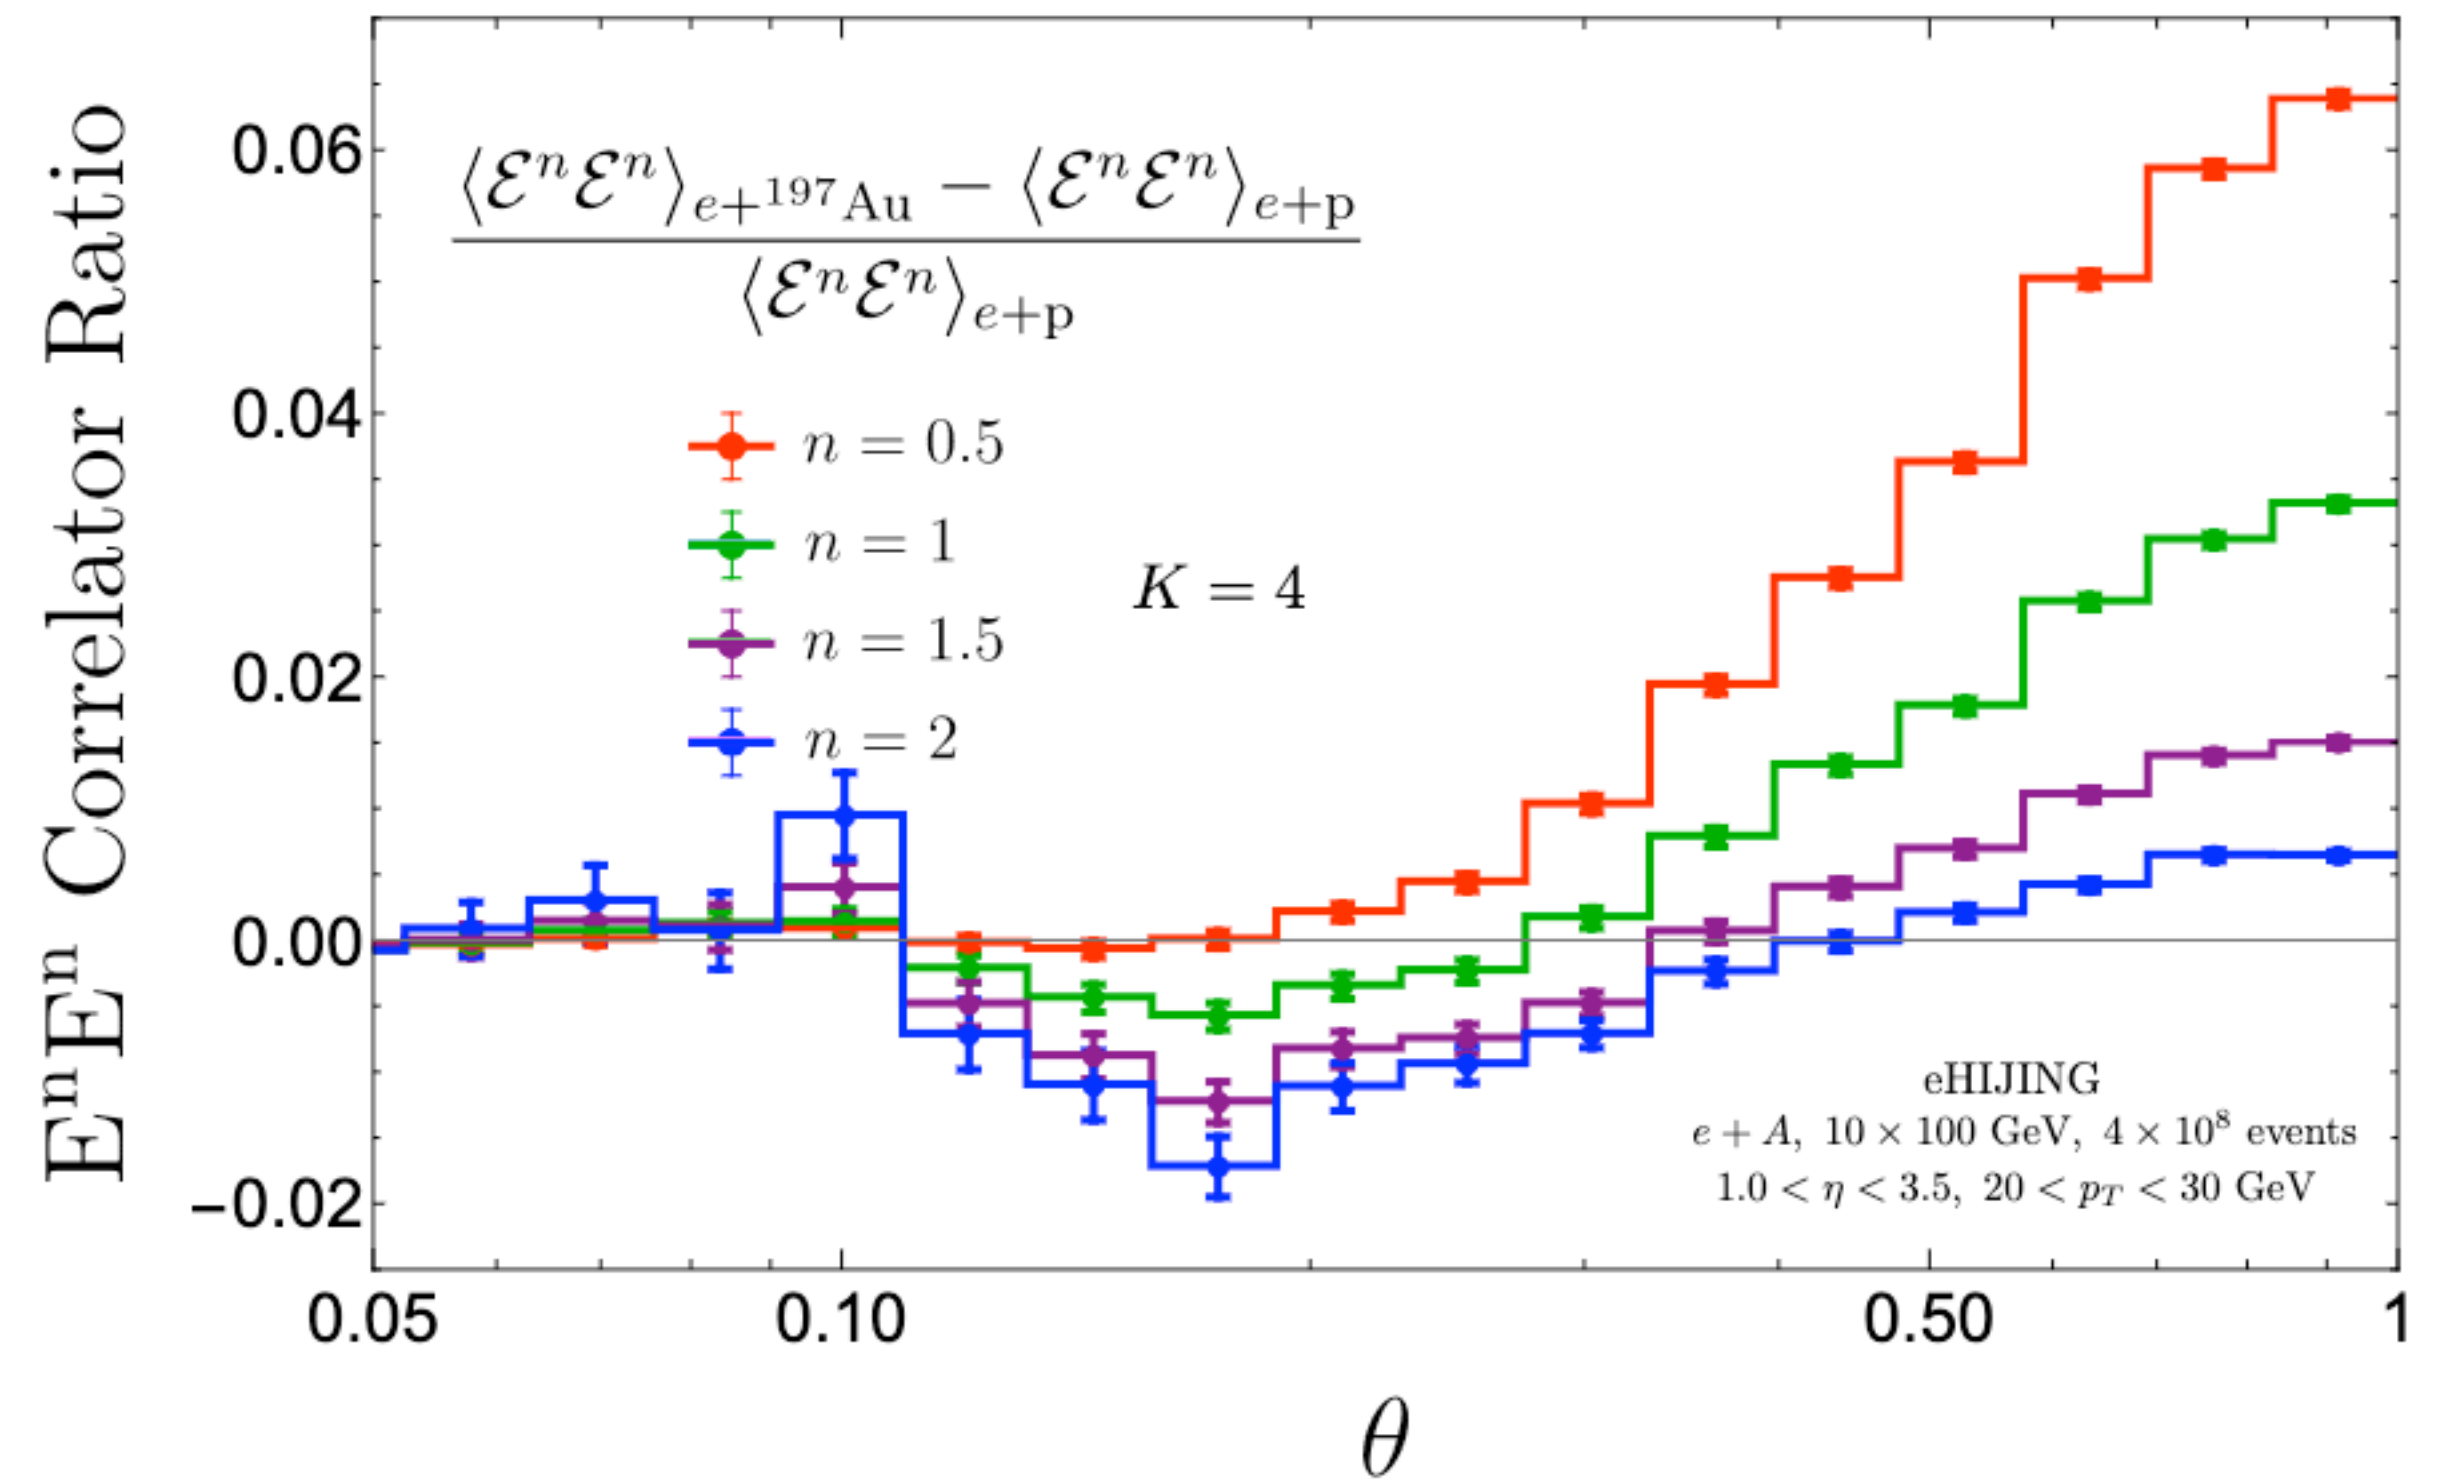 EⁿEⁿ Correlator Ratio
0.06
0.04
0.02
0.00
−0.02
⟨ℰⁿℰⁿ⟩e+¹⁹⁷Au − ⟨ℰⁿℰⁿ⟩e+p
⟨ℰⁿℰⁿ⟩e+p
n = 0.5
n = 1
n = 1.5
n = 2
K = 4
eHIJING
e + A, 10 × 100 GeV, 4 × 10⁸ events
1.0 < η < 3.5, 20 < pT < 30 GeV
0.05 0.10 0.50 1
θ